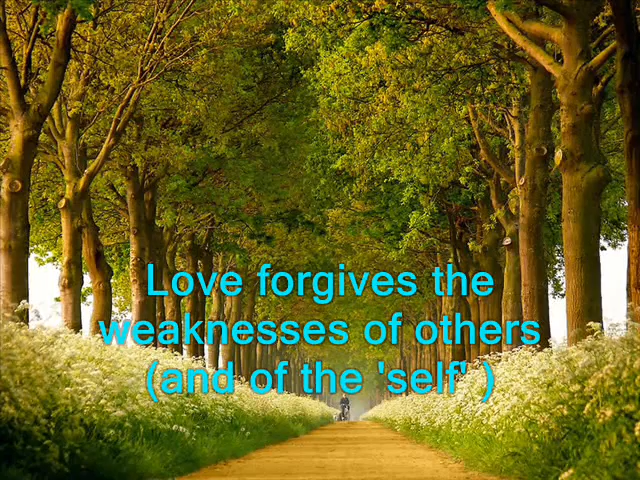 Love forgives the
weaknesses of others
(and of the 'self' )